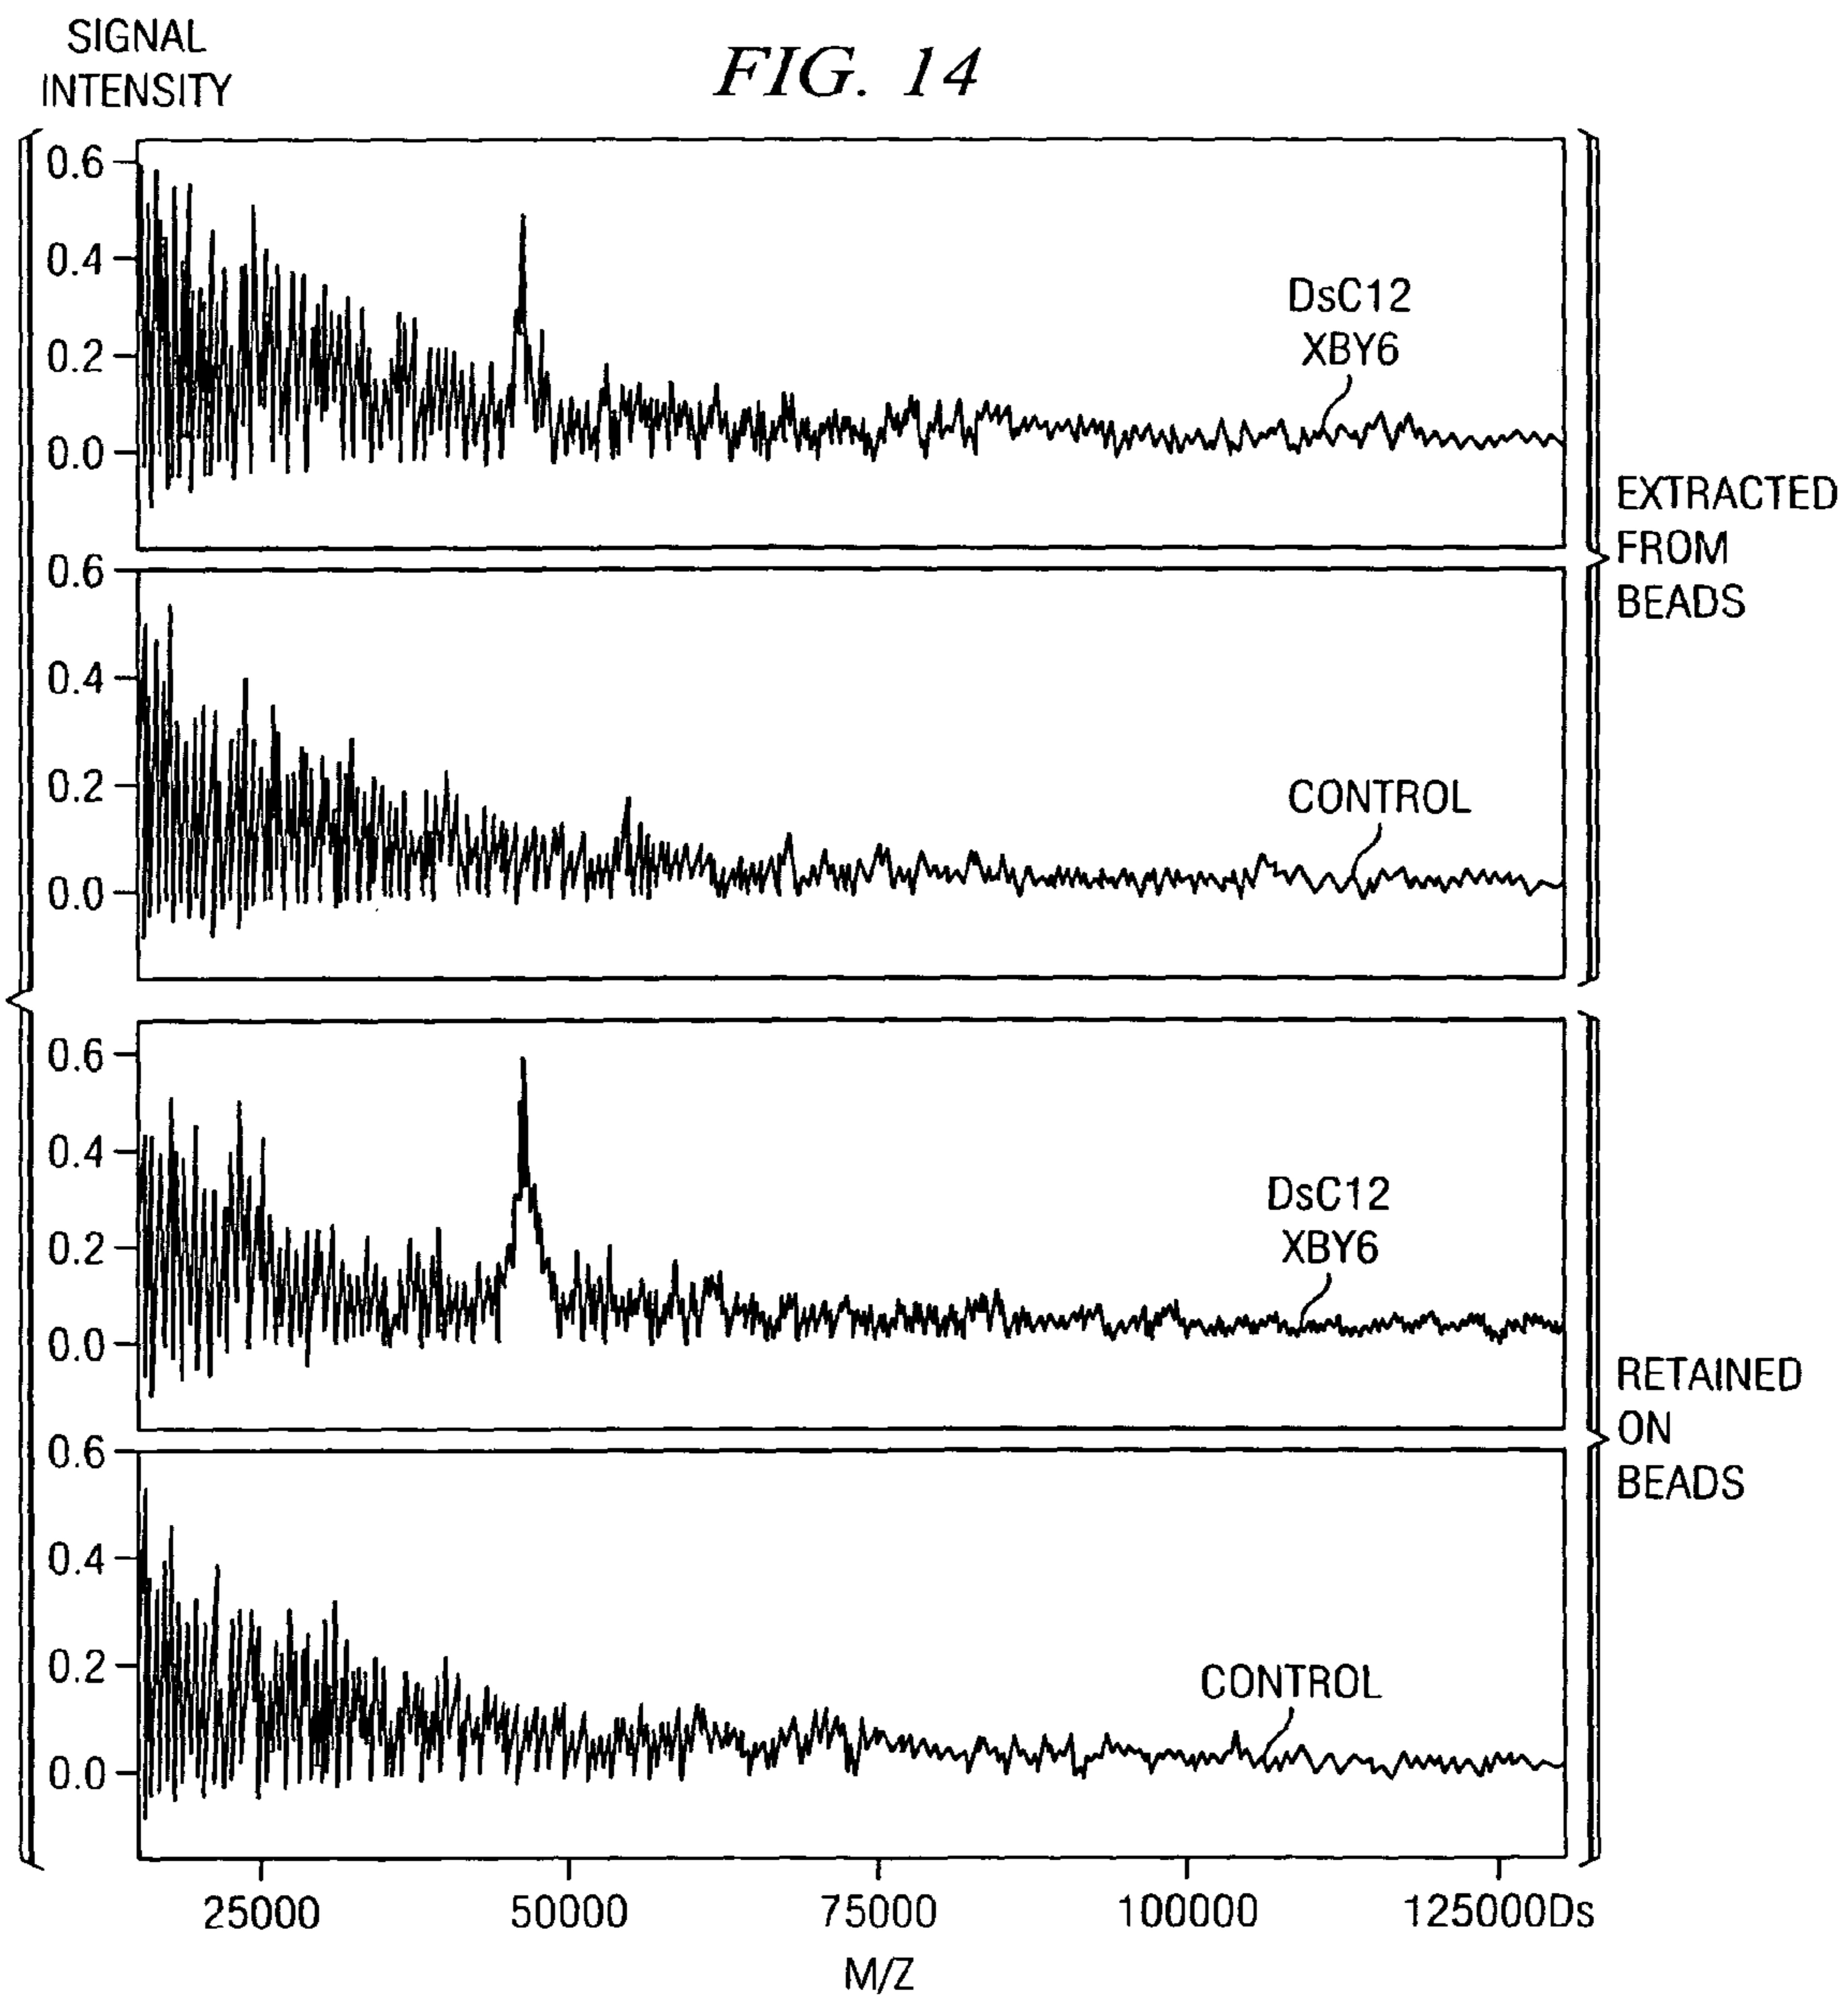 SIGNAL
INTENSITY
FIG. 14
0.6
0.4
0.2
0.0
DsC12
XBY6
0.6
0.4
0.2
0.0
CONTROL
EXTRACTED
FROM
BEADS
0.6
0.4
0.2
0.0
DsC12
XBY6
0.6
0.4
0.2
0.0
CONTROL
RETAINED
ON
BEADS
25000
50000
75000
100000
125000Ds
M/Z